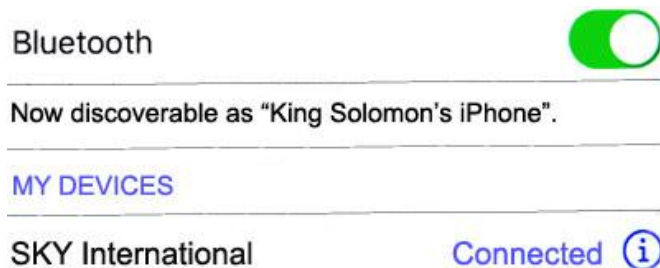 Bluetooth
Now discoverable as “King Solomon’s iPhone”.
MY DEVICES
SKY International Connected i